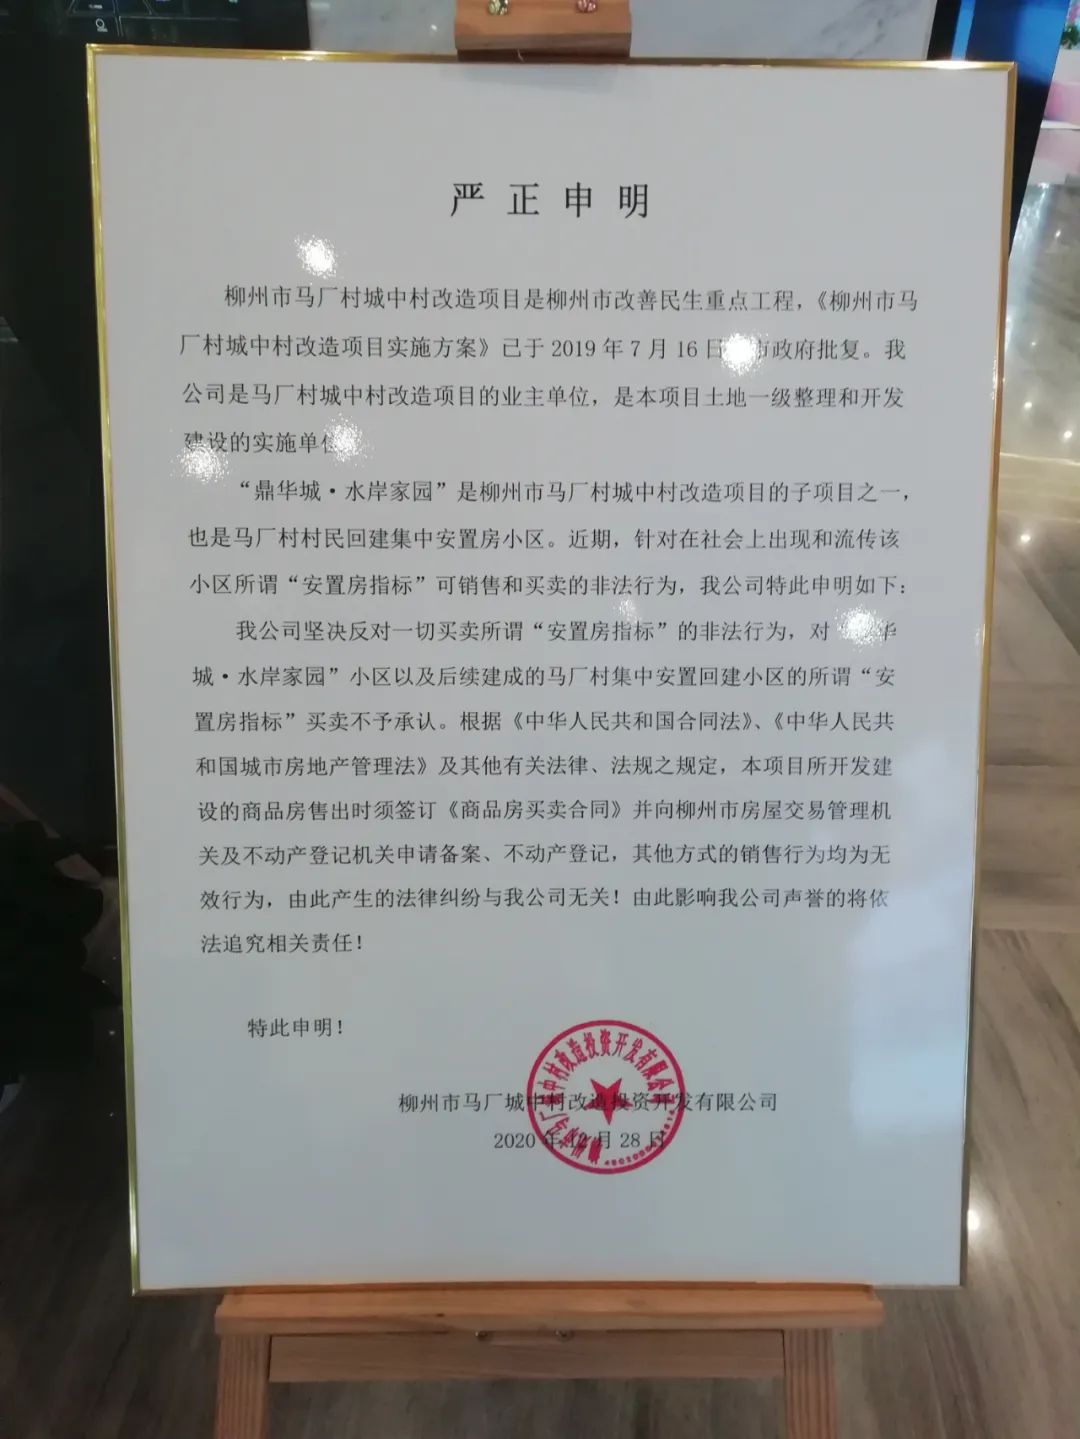 严正申明
柳州市马厂村城中村改造项目是柳州市改善民生重点工程，《柳州市马
厂村城中村改造项目实施方案》已于2019年7月16日 市政府批复。我
公司是马厂村城中村改造项目的业主单位，是本项目土地一级整理和开发
建设的实施单位
“鼎华城·水岸家园”是柳州市马厂村城中村改造项目的子项目之一，
也是马厂村村民回建集中安置房小区。近期，针对在社会上出现和流传该
小区所谓“安置房指标”可销售和买卖的非法行为，我公司特此申明如下：
我公司坚决反对一切买卖所谓“安置房指标”的非法行为，对 华
城·水岸家园”小区以及后续建成的马厂村集中安置回建小区的所谓“安
置房指标”买卖不予承认。根据《中华人民共和国合同法》、《中华人民共
和国城市房地产管理法》及其他有关法律、法规之规定，本项目所开发建
设的商品房售出时须签订《商品房买卖合同》并向柳州市房屋交易管理机
关及不动产登记机关申请备案、不动产登记，其他方式的销售行为均为无
效行为，由此产生的法律纠纷与我公司无关！由此影响我公司声誉的将依
法追究相关责任！
特此申明！
柳州市马厂城中村改造投资开发有限公司
2020年12月28日